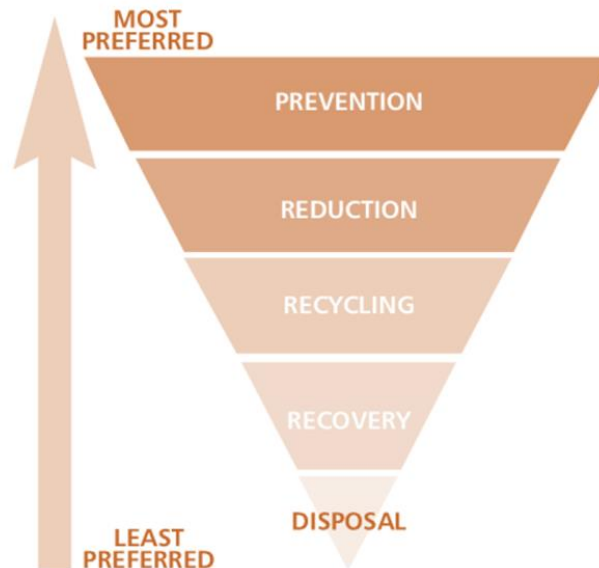 MOST
PREFERRED
PREVENTION
REDUCTION
RECYCLING
RECOVERY
DISPOSAL
LEAST
PREFERRED